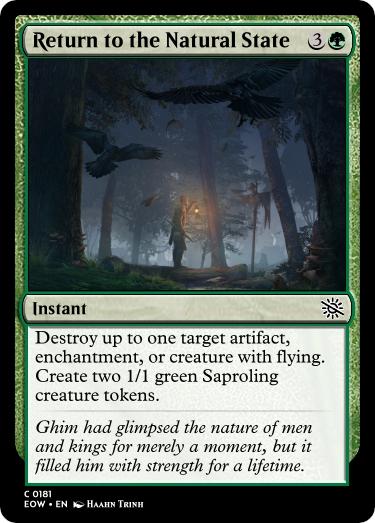 Return to the Natural State 3
Instant
Destroy up to one target artifact,
enchantment, or creature with flying.
Create two 1/1 green Saproling
creature tokens.
Ghim had glimpsed the nature of men
and kings for merely a moment, but it
filled him with strength for a lifetime.
C 0181
EOW • EN HAAHN TRINH